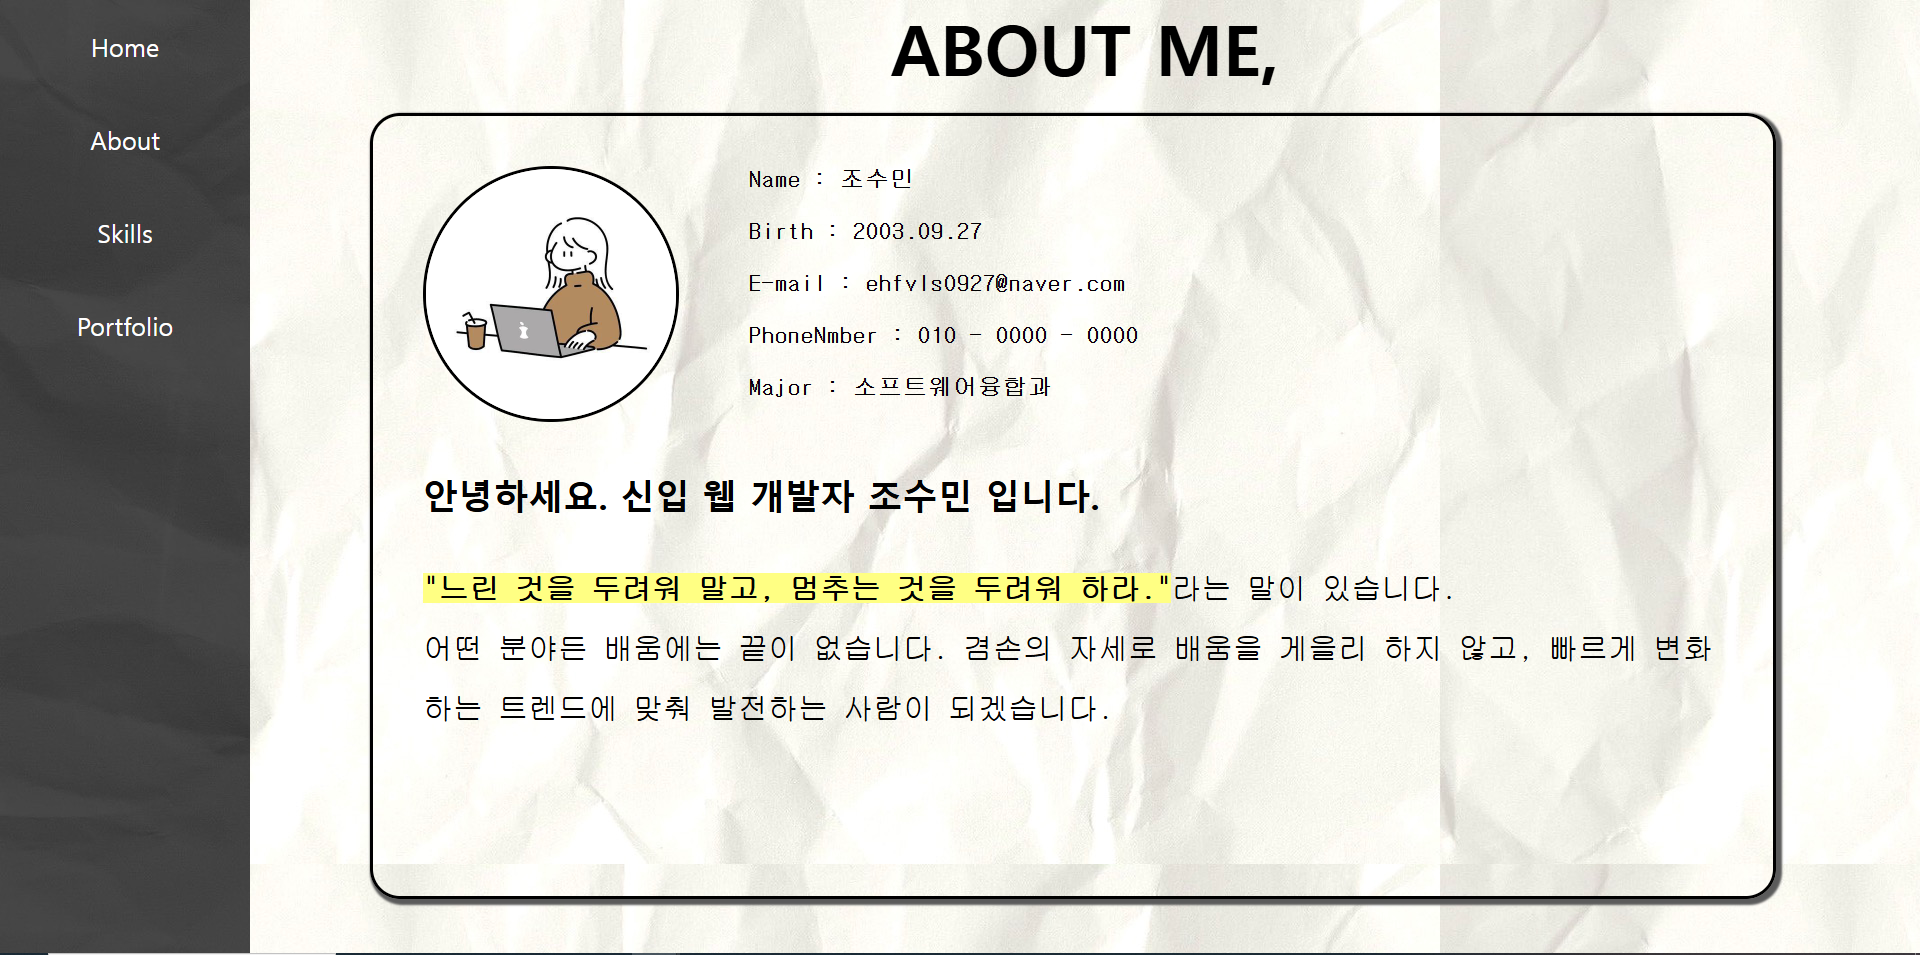 Home
About
Skills
Portfolio
ABOUT ME,
Name : 조수민
Birth : 2003.09.27
E-mail : ehfvls0927@naver.com
PhoneNmber : 010 - 0000 - 0000
Major : 소프트웨어융합과
안녕하세요. 신입 웹 개발자 조수민 입니다.
"느린 것을 두려워 말고, 멈추는 것을 두려워 하라."라는 말이 있습니다.
어떤 분야든 배움에는 끝이 없습니다. 겸손의 자세로 배움을 게을리 하지 않고, 빠르게 변화
하는 트렌드에 맞춰 발전하는 사람이 되겠습니다.